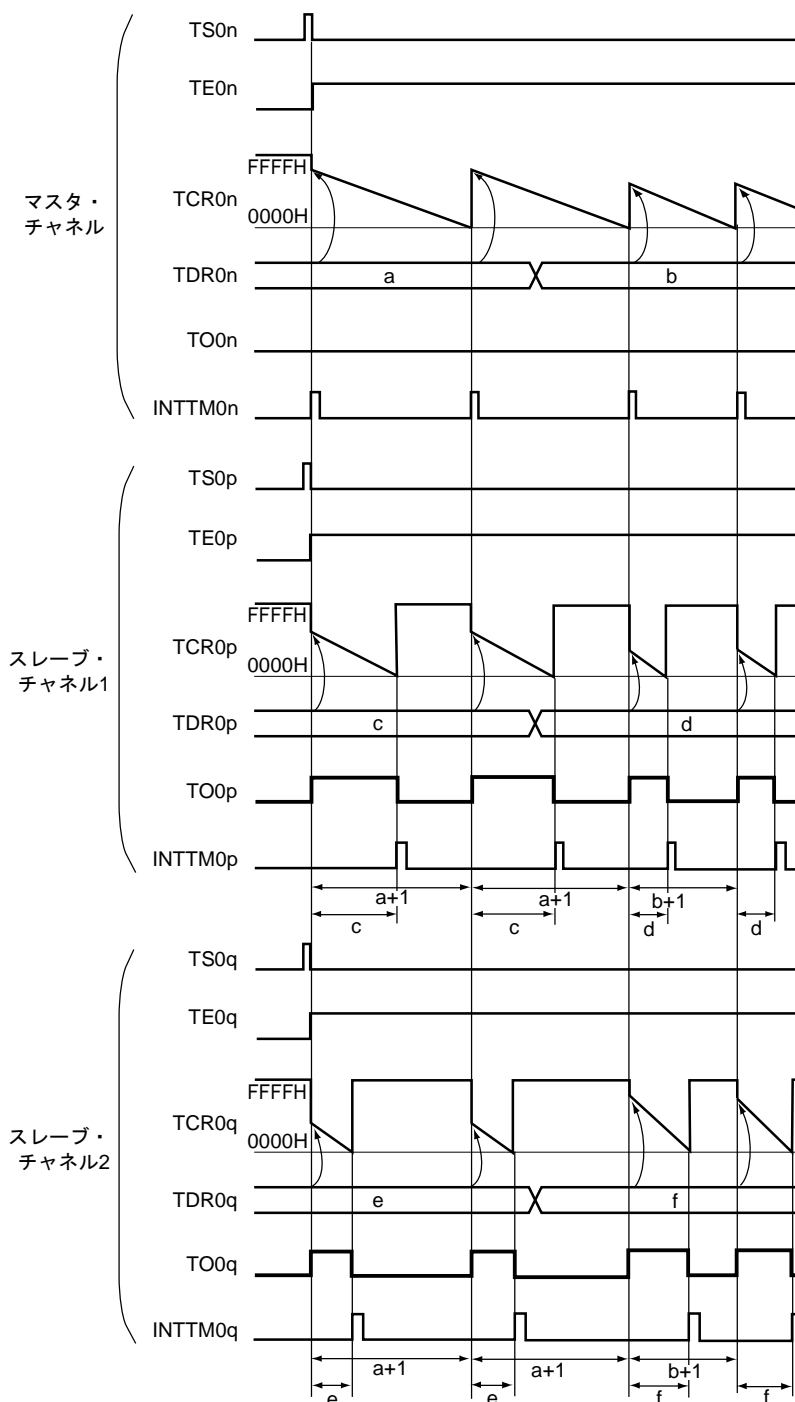 TS0n
TE0n
FFFFH
TCR0n
0000H
マスタ・
チャネル
TDR0n
a
b
TO0n
INTTM0n
TS0p
TE0p
FFFFH
TCR0p
0000H
スレーブ・
チャネル1
TDR0p
c
d
TO0p
INTTM0p
a+1
a+1
b+1
c
c
d
d
TS0q
TE0q
FFFFH
TCR0q
0000H
スレーブ・
チャネル2
TDR0q
e
f
TO0q
INTTM0q
a+1
a+1
b+1
e
e
f
f